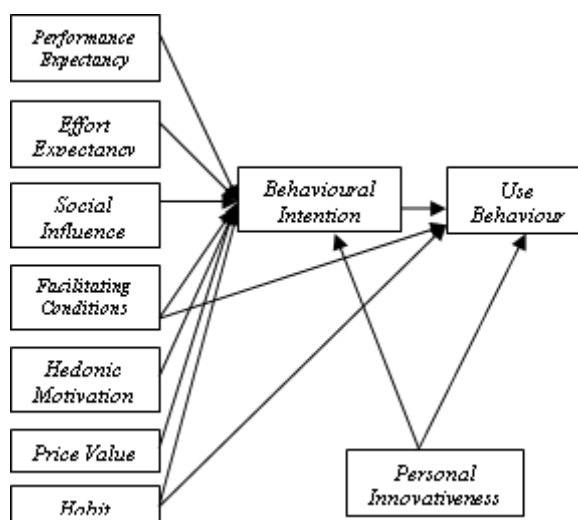 Performance
Expectancy
Effort
Expectancy
Social
Influence
Facilitating
Conditions
Hedonic
Motivation
Price Value
Habit
Behavioural
Intention
Use
Behaviour
Personal
Innovativeness